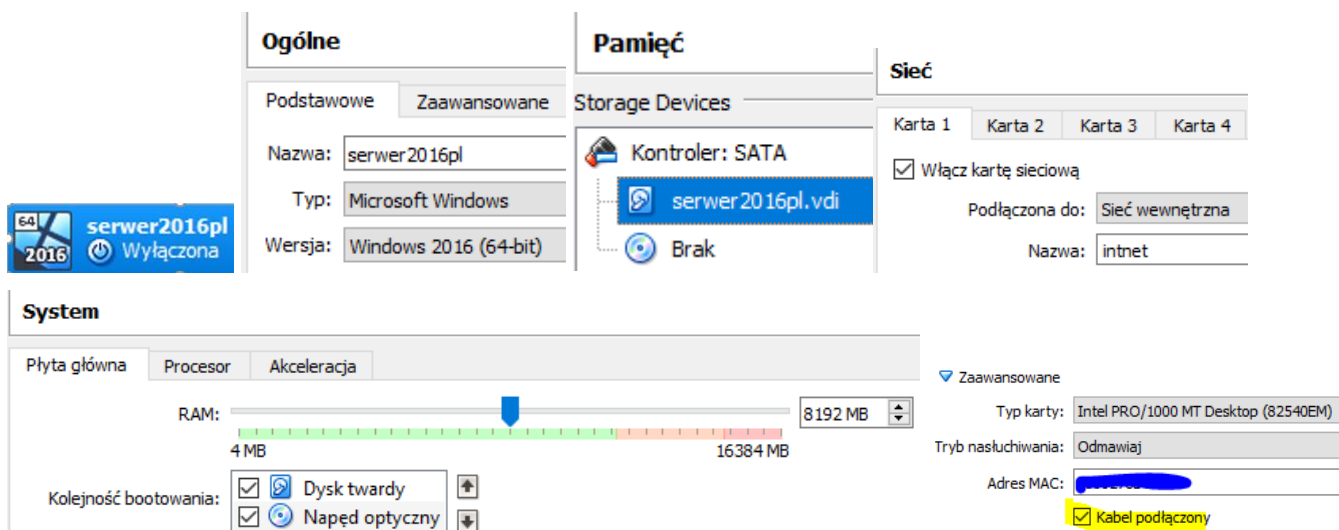 64
2016
serwer2016pl
Wyłączona
Ogólne
Podstawowe Zaawansowane
Nazwa: serwer2016pl
Typ: Microsoft Windows
Wersja: Windows 2016 (64-bit)
Pamięć
Storage Devices
Kontroler: SATA
serwer2016pl.vdi
Brak
Sieć
Karta 1 Karta 2 Karta 3 Karta 4
Włącz kartę sieciową
Podłączona do: Sieć wewnętrzna
Nazwa: intnet
System
Płyta główna Procesor Akceleracja
RAM: 8192 MB
4 MB 16384 MB
Kolejność bootowania: Dysk twardy
Napęd optyczny
Zaawansowane
Typ karty: Intel PRO/1000 MT Desktop (82540EM)
Tryb nasłuchiwania: Odmawiaj
Adres MAC:
Kabel podłączony